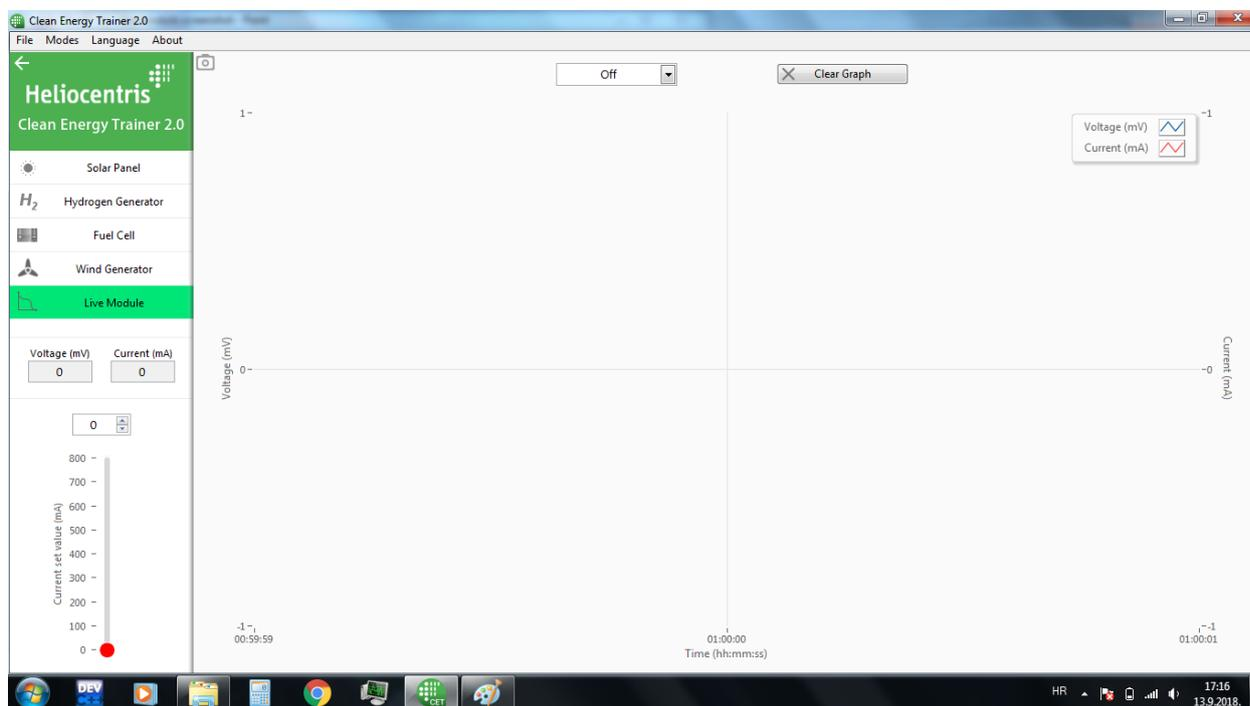 Clean Energy Trainer 2.0
File Modes Language About
Heliocentris
Clean Energy Trainer 2.0
Solar Panel
H2 Hydrogen Generator
Fuel Cell
Wind Generator
Live Module
Voltage (mV) Current (mA)
0 0
0
800
700
600
500
400
300
200
100
0
Current set value (mA)
Off
Clear Graph
1
0
-1
Voltage (mV)
Voltage (mV)
Current (mA)
1
0
-1
Current (mA)
00:59:59 01:00:00 01:00:01
Time (hh:mm:ss)
DEV
CET
HR
17:16
13.9.2018.